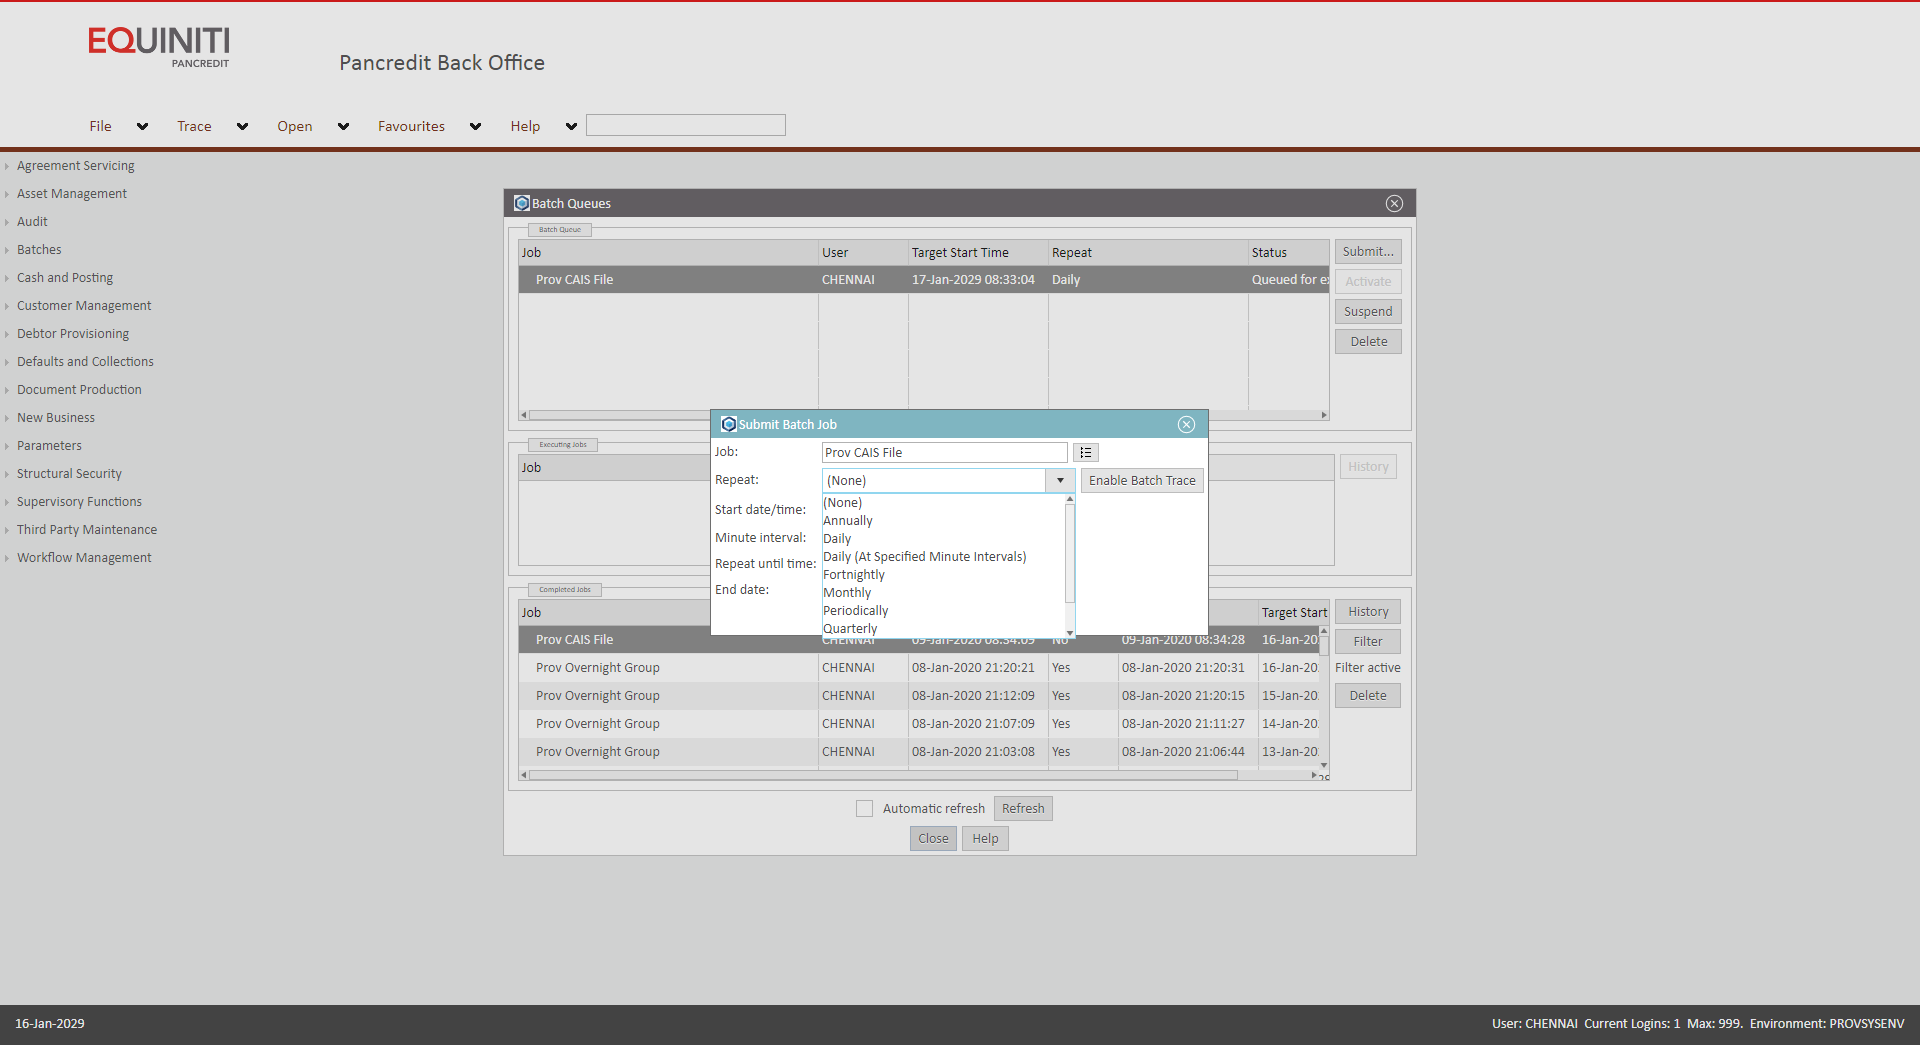 EQUINITI
PANCREDIT
Pancredit Back Office
File Trace Open Favourites Help
Agreement Servicing
Asset Management
Audit
Batches
Cash and Posting
Customer Management
Debtor Provisioning
Defaults and Collections
Document Production
New Business
Parameters
Structural Security
Supervisory Functions
Third Party Maintenance
Workflow Management
Batch Queues
Batch Queue
Job User Target Start Time Repeat Status
Prov CAIS File CHENNAI 17-Jan-2029 08:33:04 Daily Queued for
Submit...
Activate
Suspend
Delete
Submit Batch Job
Job: Prov CAIS File
Repeat: (None) Enable Batch Trace
Start date/time:
Minute interval:
Repeat until time:
End date:
(None)
Annually
Daily
Daily (At Specified Minute Intervals)
Fortnightly
Monthly
Periodically
Quarterly
Executing Jobs
Job
History
Completed Jobs
Job Target Start
Prov CAIS File CHENNAI 09-Jan-2020 08:34:09 No 09-Jan-2020 08:34:28 16-Jan-20
Prov Overnight Group CHENNAI 08-Jan-2020 21:20:21 Yes 08-Jan-2020 21:20:31 16-Jan-20
Prov Overnight Group CHENNAI 08-Jan-2020 21:12:09 Yes 08-Jan-2020 21:20:15 15-Jan-20
Prov Overnight Group CHENNAI 08-Jan-2020 21:07:09 Yes 08-Jan-2020 21:11:27 14-Jan-20
Prov Overnight Group CHENNAI 08-Jan-2020 21:03:08 Yes 08-Jan-2020 21:06:44 13-Jan-20
History
Filter
Filter active
Delete
Automatic refresh Refresh
Close Help
16-Jan-2029
User: CHENNAI Current Logins: 1 Max: 999. Environment: PROVSYSENV